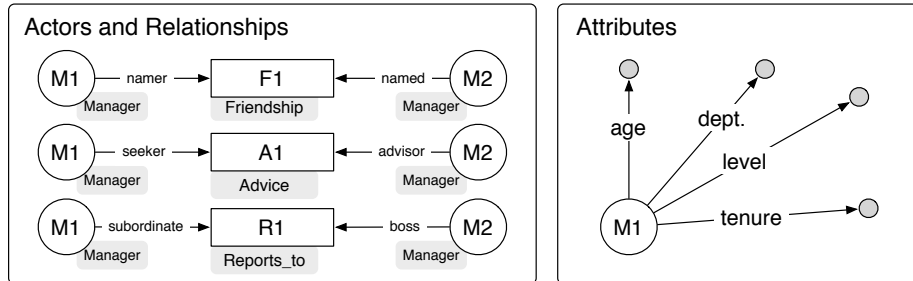 Actors and Relationships
M1 namer F1 named M2
Manager Friendship Manager
M1 seeker A1 advisor M2
Manager Advice Manager
M1 subordinate R1 boss M2
Manager Reports_to Manager
Attributes
age
dept.
level
M1 tenure